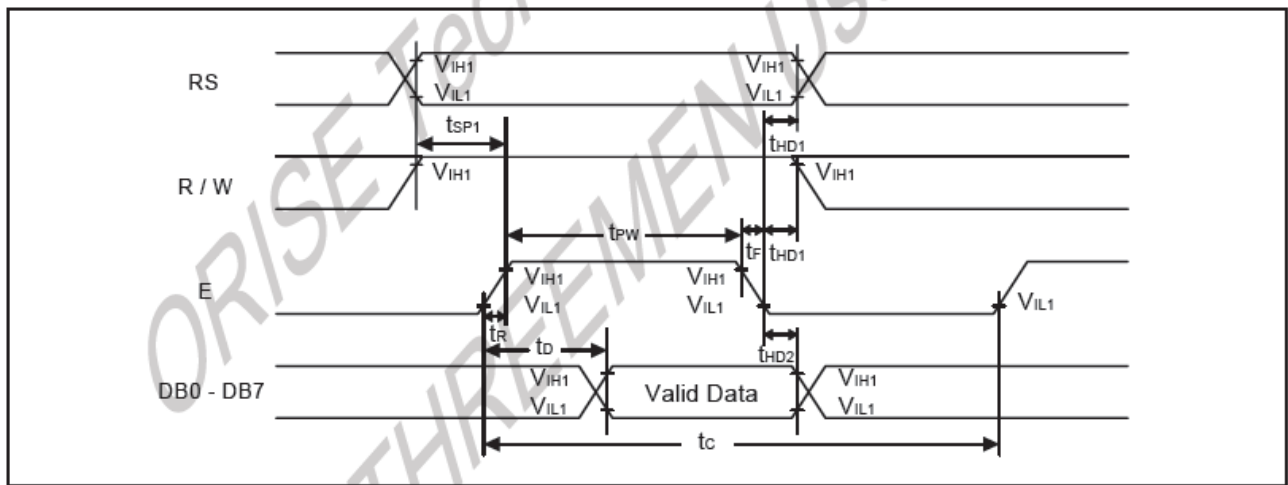 ORISE Tech
THREEMEN Us
RS
VIH1
VIL1
VIH1
VIL1
tSP1
tHD1
R / W
VIH1
VIH1
tPW
tF
tHD1
E
VIH1
VIL1
VIH1
VIL1
VIL1
tR
tD
tHD2
DB0 - DB7
VIH1
VIL1
Valid Data
VIH1
VIL1
tC